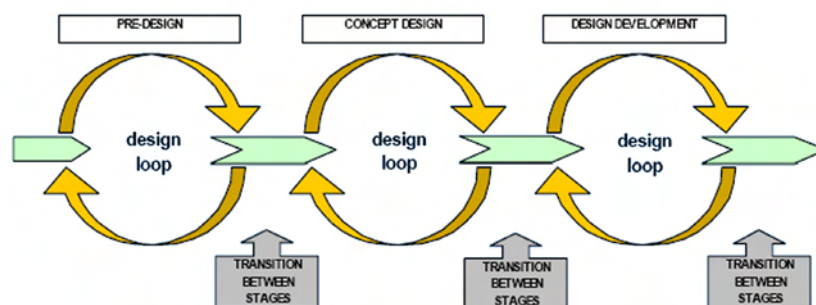 PRE-DESIGN
CONCEPT DESIGN
DESIGN DEVELOPMENT
design
loop
design
loop
design
loop
TRANSITION
BETWEEN
STAGES
TRANSITION
BETWEEN
STAGES
TRANSITION
BETWEEN
STAGES